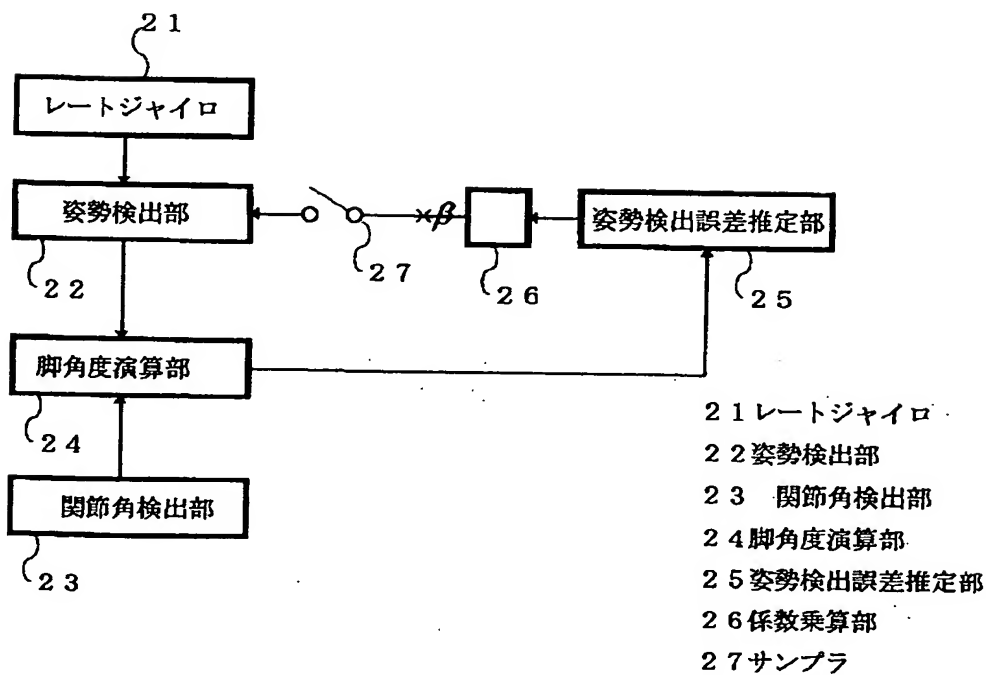 21
レートジャイロ
姿勢検出部
×β
姿勢検出誤差推定部
22
27
26
25
脚角度演算部
24
関節角検出部
23
21レートジャイロ
22姿勢検出部
23 関節角検出部
24脚角度演算部
25姿勢検出誤差推定部
26係数乗算部
27サンプラ